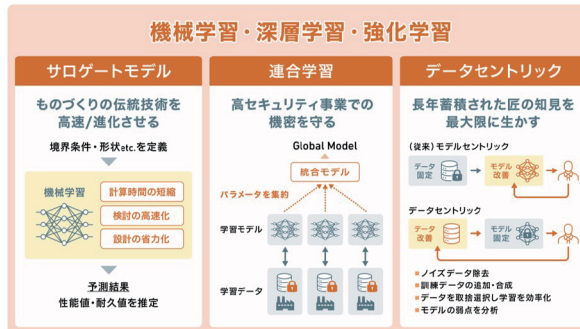 機械学習・深層学習・強化学習
サロゲートモデル
ものづくりの伝統技術を
高速/進化させる
境界条件・形状etc.を定義
機械学習
計算時間の短縮
検討の高速化
設計の省力化
予測結果
性能値・耐久値を推定
連合学習
高セキュリティ事業での
機密を守る
Global Model
統合モデル
パラメータを集約
学習モデル
学習データ
データセントリック
長年蓄積された匠の知見を
最大限に生かす
(従来)モデルセントリック
データ
固定
モデル
改善
データセントリック
データ
改善
モデル
固定
■ノイズデータ除去
■訓練データの追加・合成
■データを取捨選択し学習を効率化
■モデルの弱点を分析